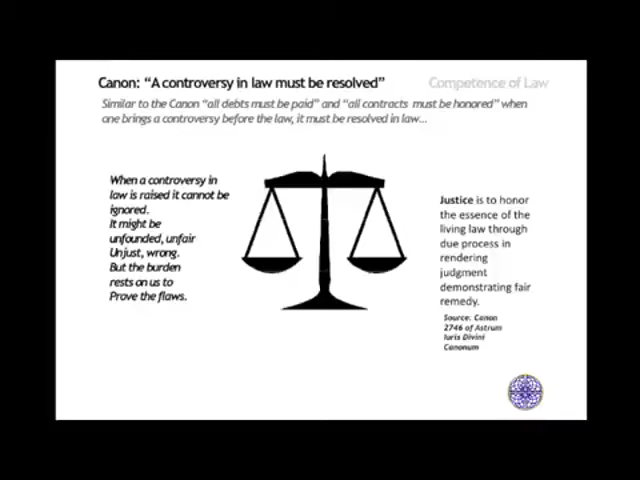 Canon: “A controversy in law must be resolved”
Competence of Law
Similar to the Canon “all debts must be paid” and “all contracts must be honored” when
one brings a controversy before the law, it must be resolved in law...
When a controversy in
law is raised it cannot be
ignored.
It might be
unfounded, unfair
Unjust, wrong.
But the burden
rests on us to
Prove the flaws.
Justice is to honor
the essence of the
living law through
due process in
rendering
judgment
demonstrating fair
remedy.
Source: Canon
2746 of Astrum
Iuris Divini
Canonum